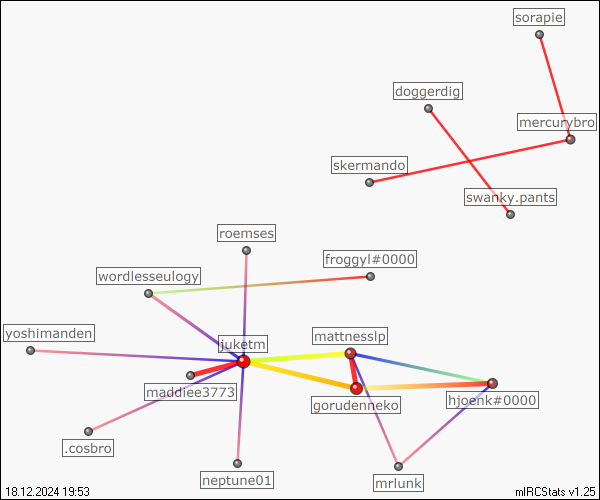 sorapie
doggerdig
mercurybro
skermando
swanky.pants
roemses
froggyl#0000
wordlesseulogy
yoshimanden
juketm
mattnesslp
maddiee3773
gorudenneko
hjoenk#0000
.cosbro
neptune01
mrlunk
18.12.2024 19:53
mIRCStats v1.25